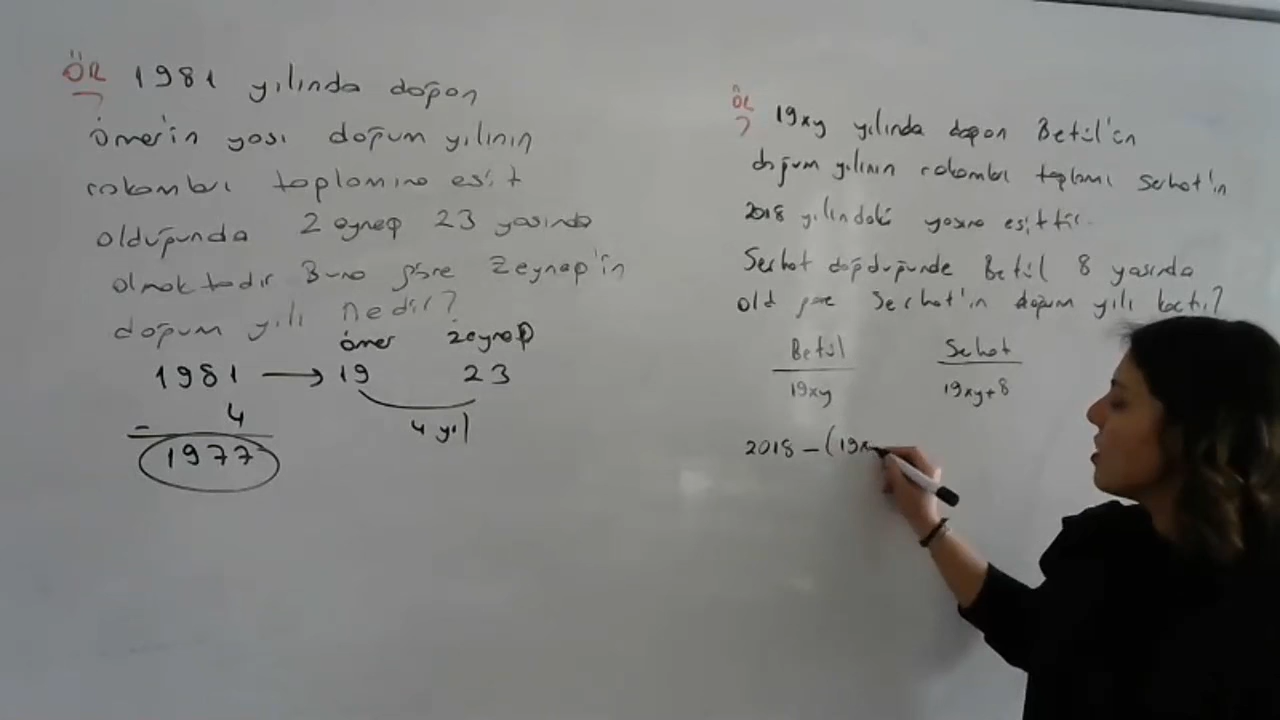 ÖR 1981 yılında doğan
ömer'in yaşı doğum yılının
rakamları toplamına eşit
olduğunda Zeynep 23 yaşında
olmaktadır Buna göre Zeynep'in
doğum yılı nedir?
ömer zeynep
1981 → 19 23
- 4
4 yıl
1977
ÖR 19xy yılında doğan Betül'ün
doğum yılının rakamları toplamı Serhat'ın
2018 yılındaki yaşına eşittir.
Serhat doğduğunde Betül 8 yaşında
old göre Serhat'ın doğum yılı kaçtır?
Betül Serhat
19xy 19xy+8
2018 - (19x